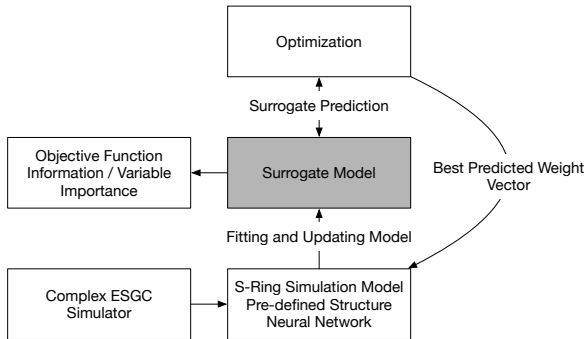 Optimization
Surrogate Prediction
Objective Function
Information / Variable
Importance
Surrogate Model
Best Predicted Weight
Vector
Fitting and Updating Model
Complex ESGC
Simulator
S-Ring Simulation Model
Pre-defined Structure
Neural Network